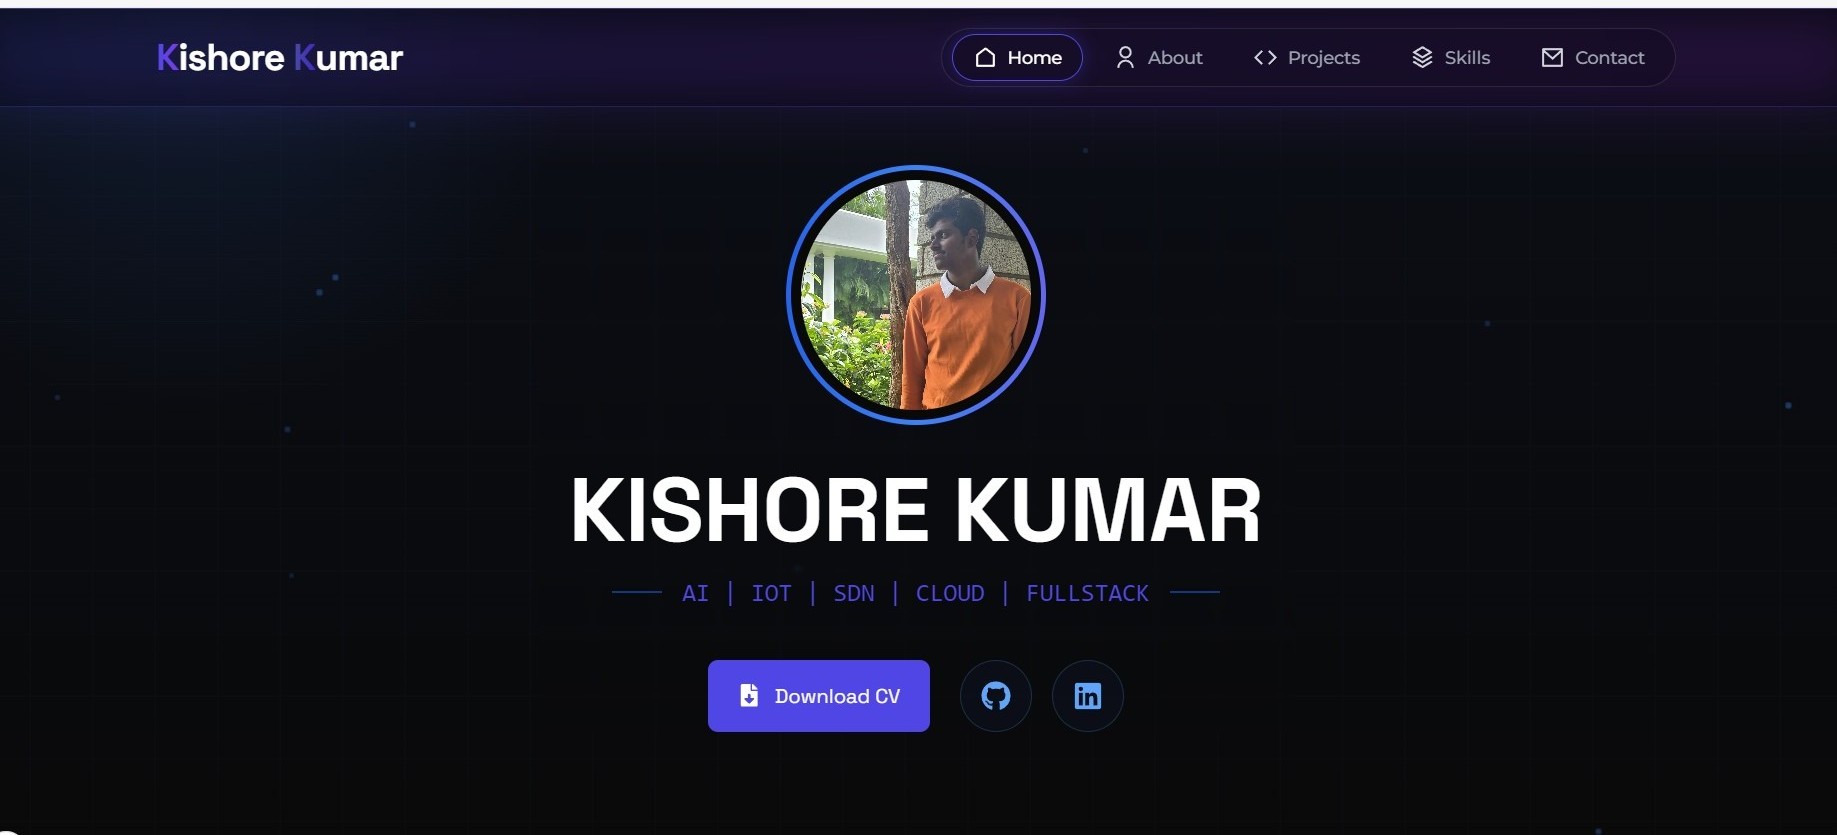 Kishore Kumar
Home About Projects Skills Contact
KISHORE KUMAR
AI | IOT | SDN | CLOUD | FULLSTACK
Download CV